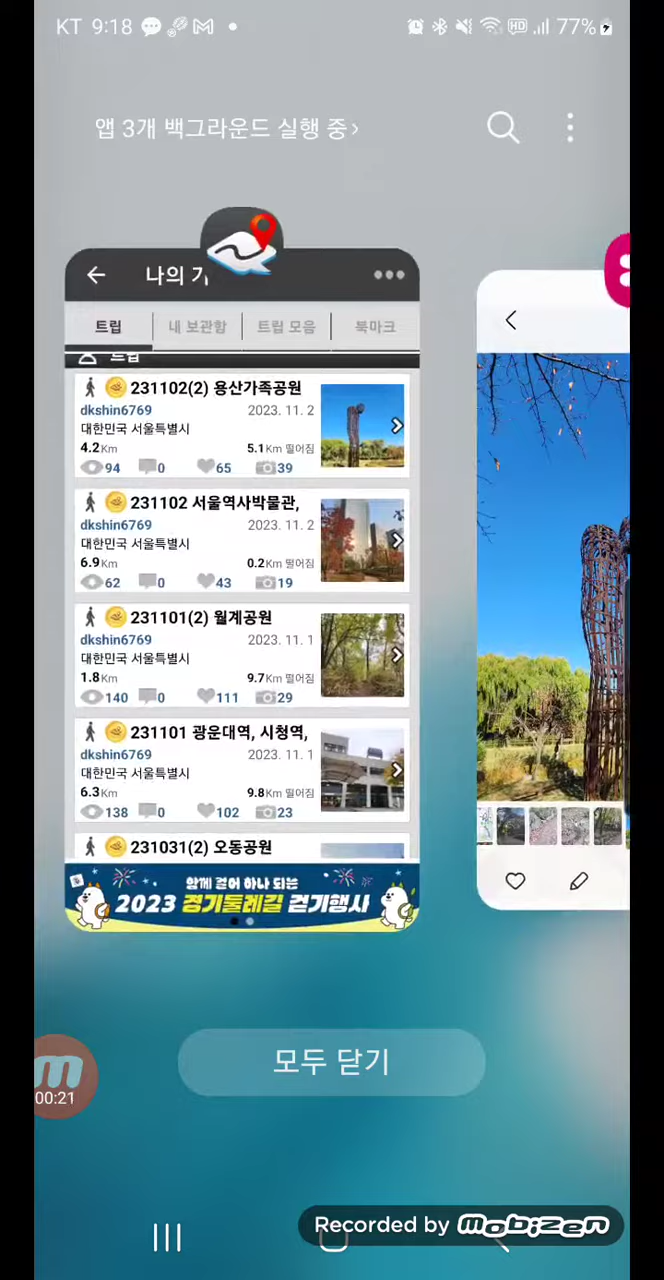 KT 9:18
HD 77%
앱 3개 백그라운드 실행 중 >
나의 기
트립 내 보관함 트립 모음 북마크
트립
231102(2) 용산가족공원
dkshin6769 2023. 11. 2
대한민국 서울특별시
4.2Km 5.1Km 떨어짐
94 0 65 39
231102 서울역사박물관,
dkshin6769 2023. 11. 2
대한민국 서울특별시
6.9Km 0.2Km 떨어짐
62 0 43 19
231101(2) 월계공원
dkshin6769 2023. 11. 1
대한민국 서울특별시
1.8Km 9.7Km 떨어짐
140 0 111 29
231101 광운대역, 시청역,
dkshin6769 2023. 11. 1
대한민국 서울특별시
6.3Km 9.8Km 떨어짐
138 0 102 23
231031(2) 오동공원
함께 걸어 하나 되는
2023 경기둘레길 걷기행사
모두 닫기
m
00:21
Recorded by mobizen